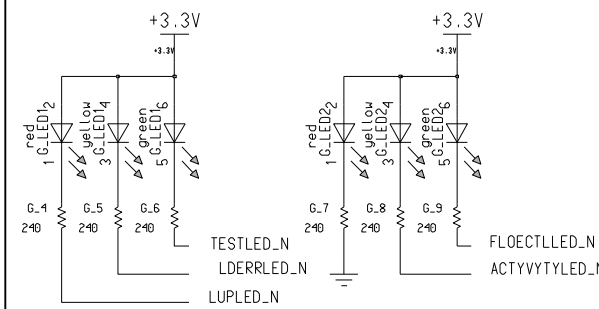 +3.3V +3.3V
+3.3V +3.3V
red G_LED1 2 1
yellow G_LED1 4 3
green G_LED1 6 5
red G_LED2 2 1
yellow G_LED2 4 3
green G_LED2 6 5
G_4 G_5 G_6 G_7 G_8 G_9
240 240 240 240 240 240
TESTLED_N FLOECTLLED_N
LDERRLED_N ACTYVYTYLED_N
LUPLED_N